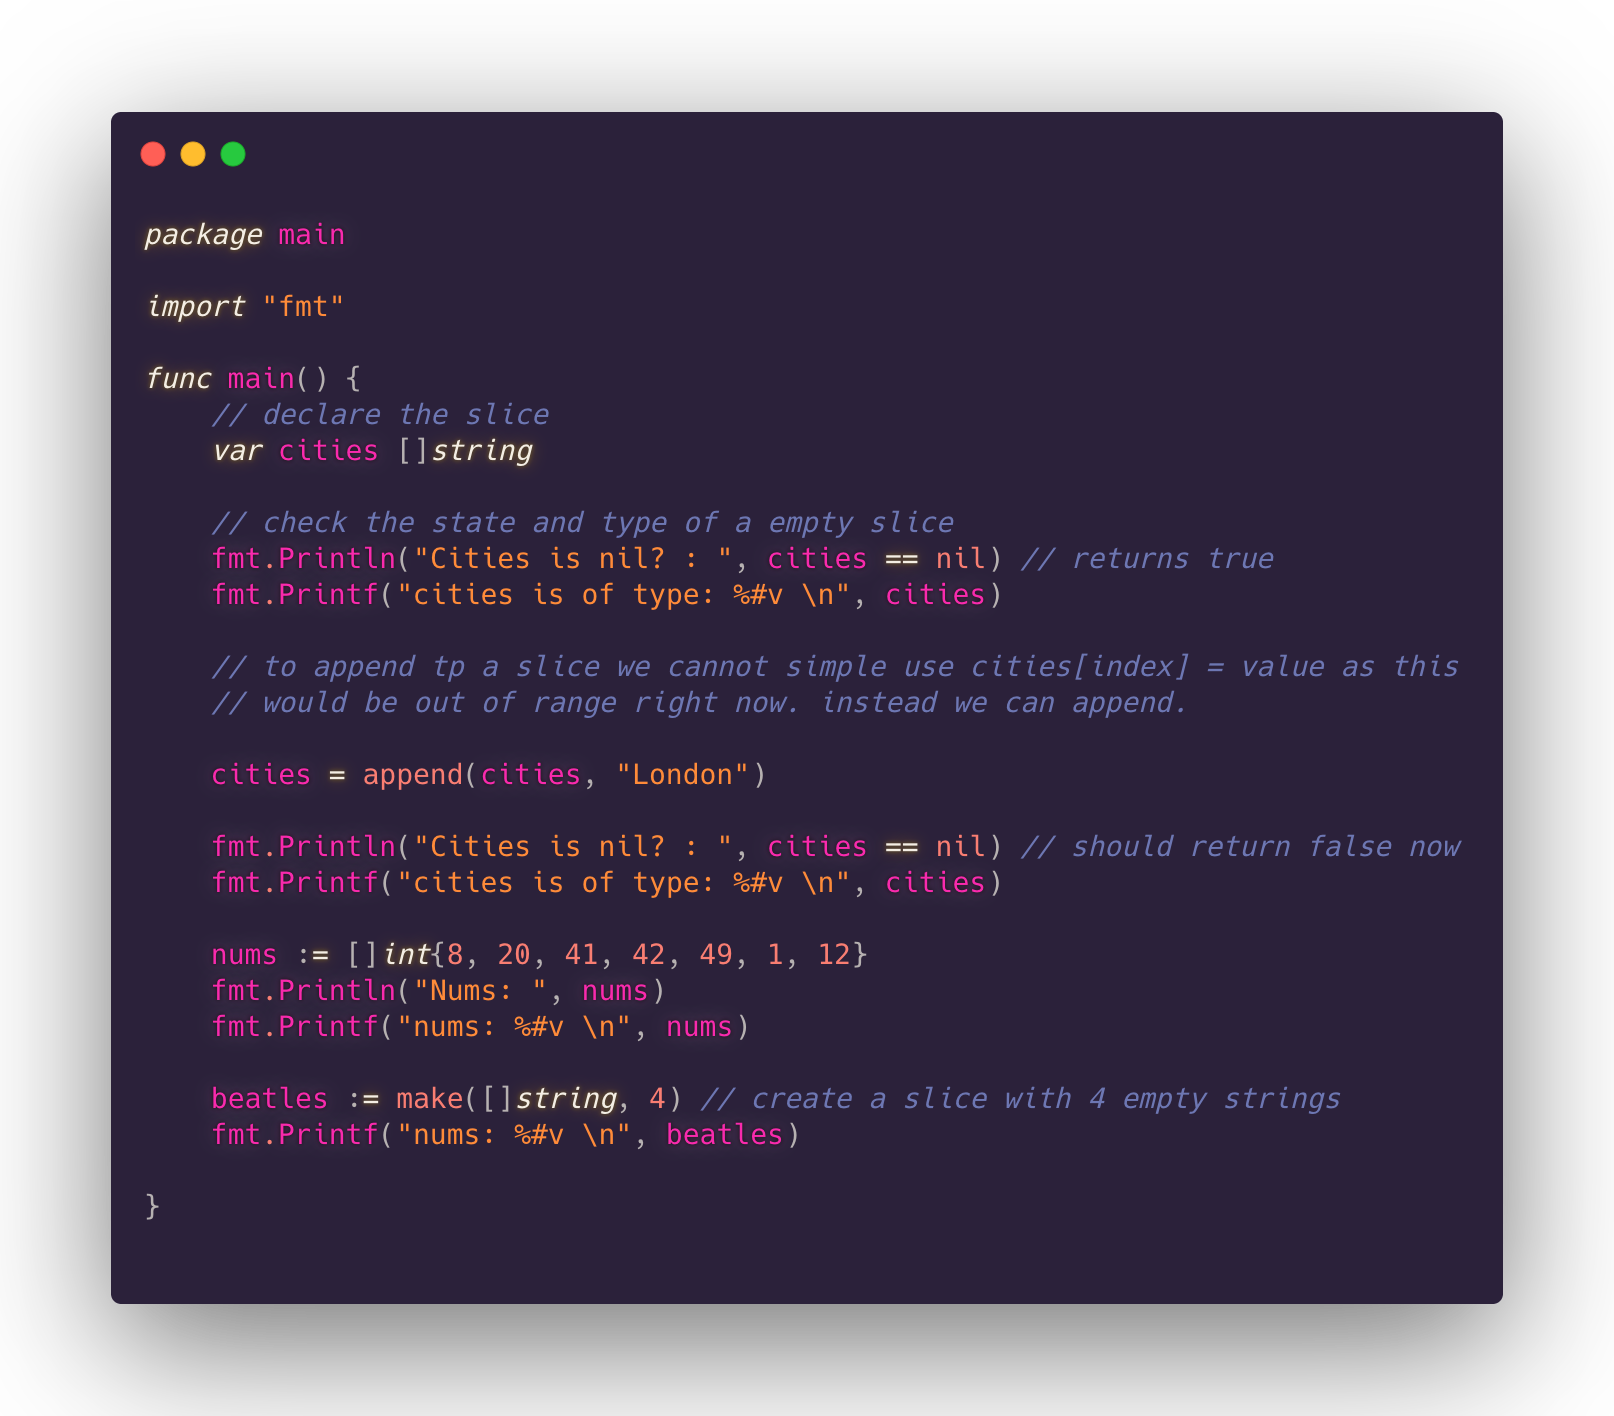 package main
import "fmt"
func main() {
// declare the slice
var cities []string
// check the state and type of a empty slice
fmt.Println("Cities is nil? : ", cities == nil) // returns true
fmt.Printf("cities is of type: %#v \n", cities)
// to append tp a slice we cannot simple use cities[index] = value as this
// would be out of range right now. instead we can append.
cities = append(cities, "London")
fmt.Println("Cities is nil? : ", cities == nil) // should return false now
fmt.Printf("cities is of type: %#v \n", cities)
nums := []int{8, 20, 41, 42, 49, 1, 12}
fmt.Println("Nums: ", nums)
fmt.Printf("nums: %#v \n", nums)
beatles := make([]string, 4) // create a slice with 4 empty strings
fmt.Printf("nums: %#v \n", beatles)
}